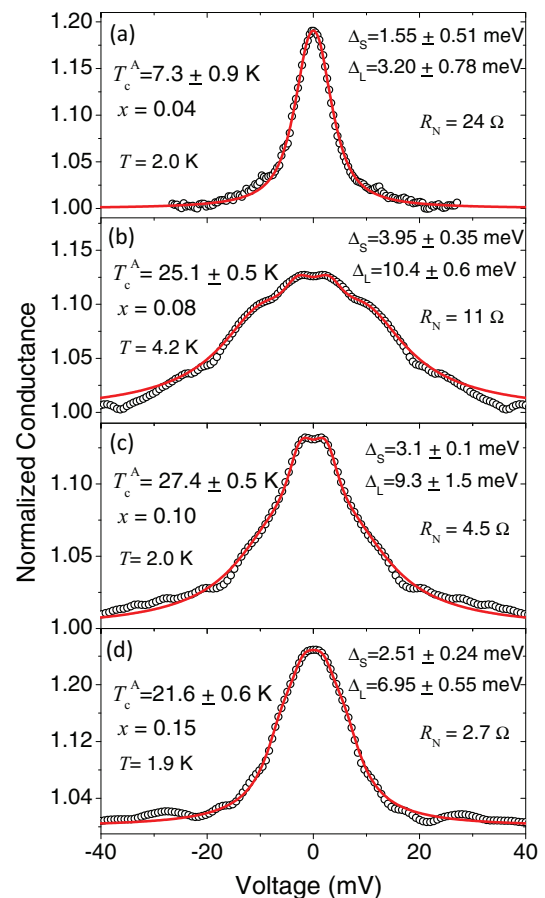 Normalized Conductance
1.20
1.15
1.10
1.05
1.00
(a)
T_c^A=7.3 ± 0.9 K
x = 0.04
T = 2.0 K
Δ_S=1.55 ± 0.51 meV
Δ_L=3.20 ± 0.78 meV
R_N = 24 Ω
1.15
1.10
1.05
1.00
(b)
T_c^A= 25.1 ± 0.5 K
x = 0.08
T = 4.2 K
Δ_S=3.95 ± 0.35 meV
Δ_L=10.4 ± 0.6 meV
R_N = 11 Ω
1.10
1.05
1.00
(c)
T_c^A= 27.4 ± 0.5 K
x = 0.10
T= 2.0 K
Δ_S= 3.1 ± 0.1 meV
Δ_L= 9.3 ± 1.5 meV
R_N = 4.5 Ω
1.20
1.12
1.04
(d)
T_c^A=21.6 ± 0.6 K
x = 0.15
T= 1.9 K
Δ_S= 2.51 ± 0.24 meV
Δ_L= 6.95 ± 0.55 meV
R_N = 2.7 Ω
-40 -20 0 20 40
Voltage (mV)